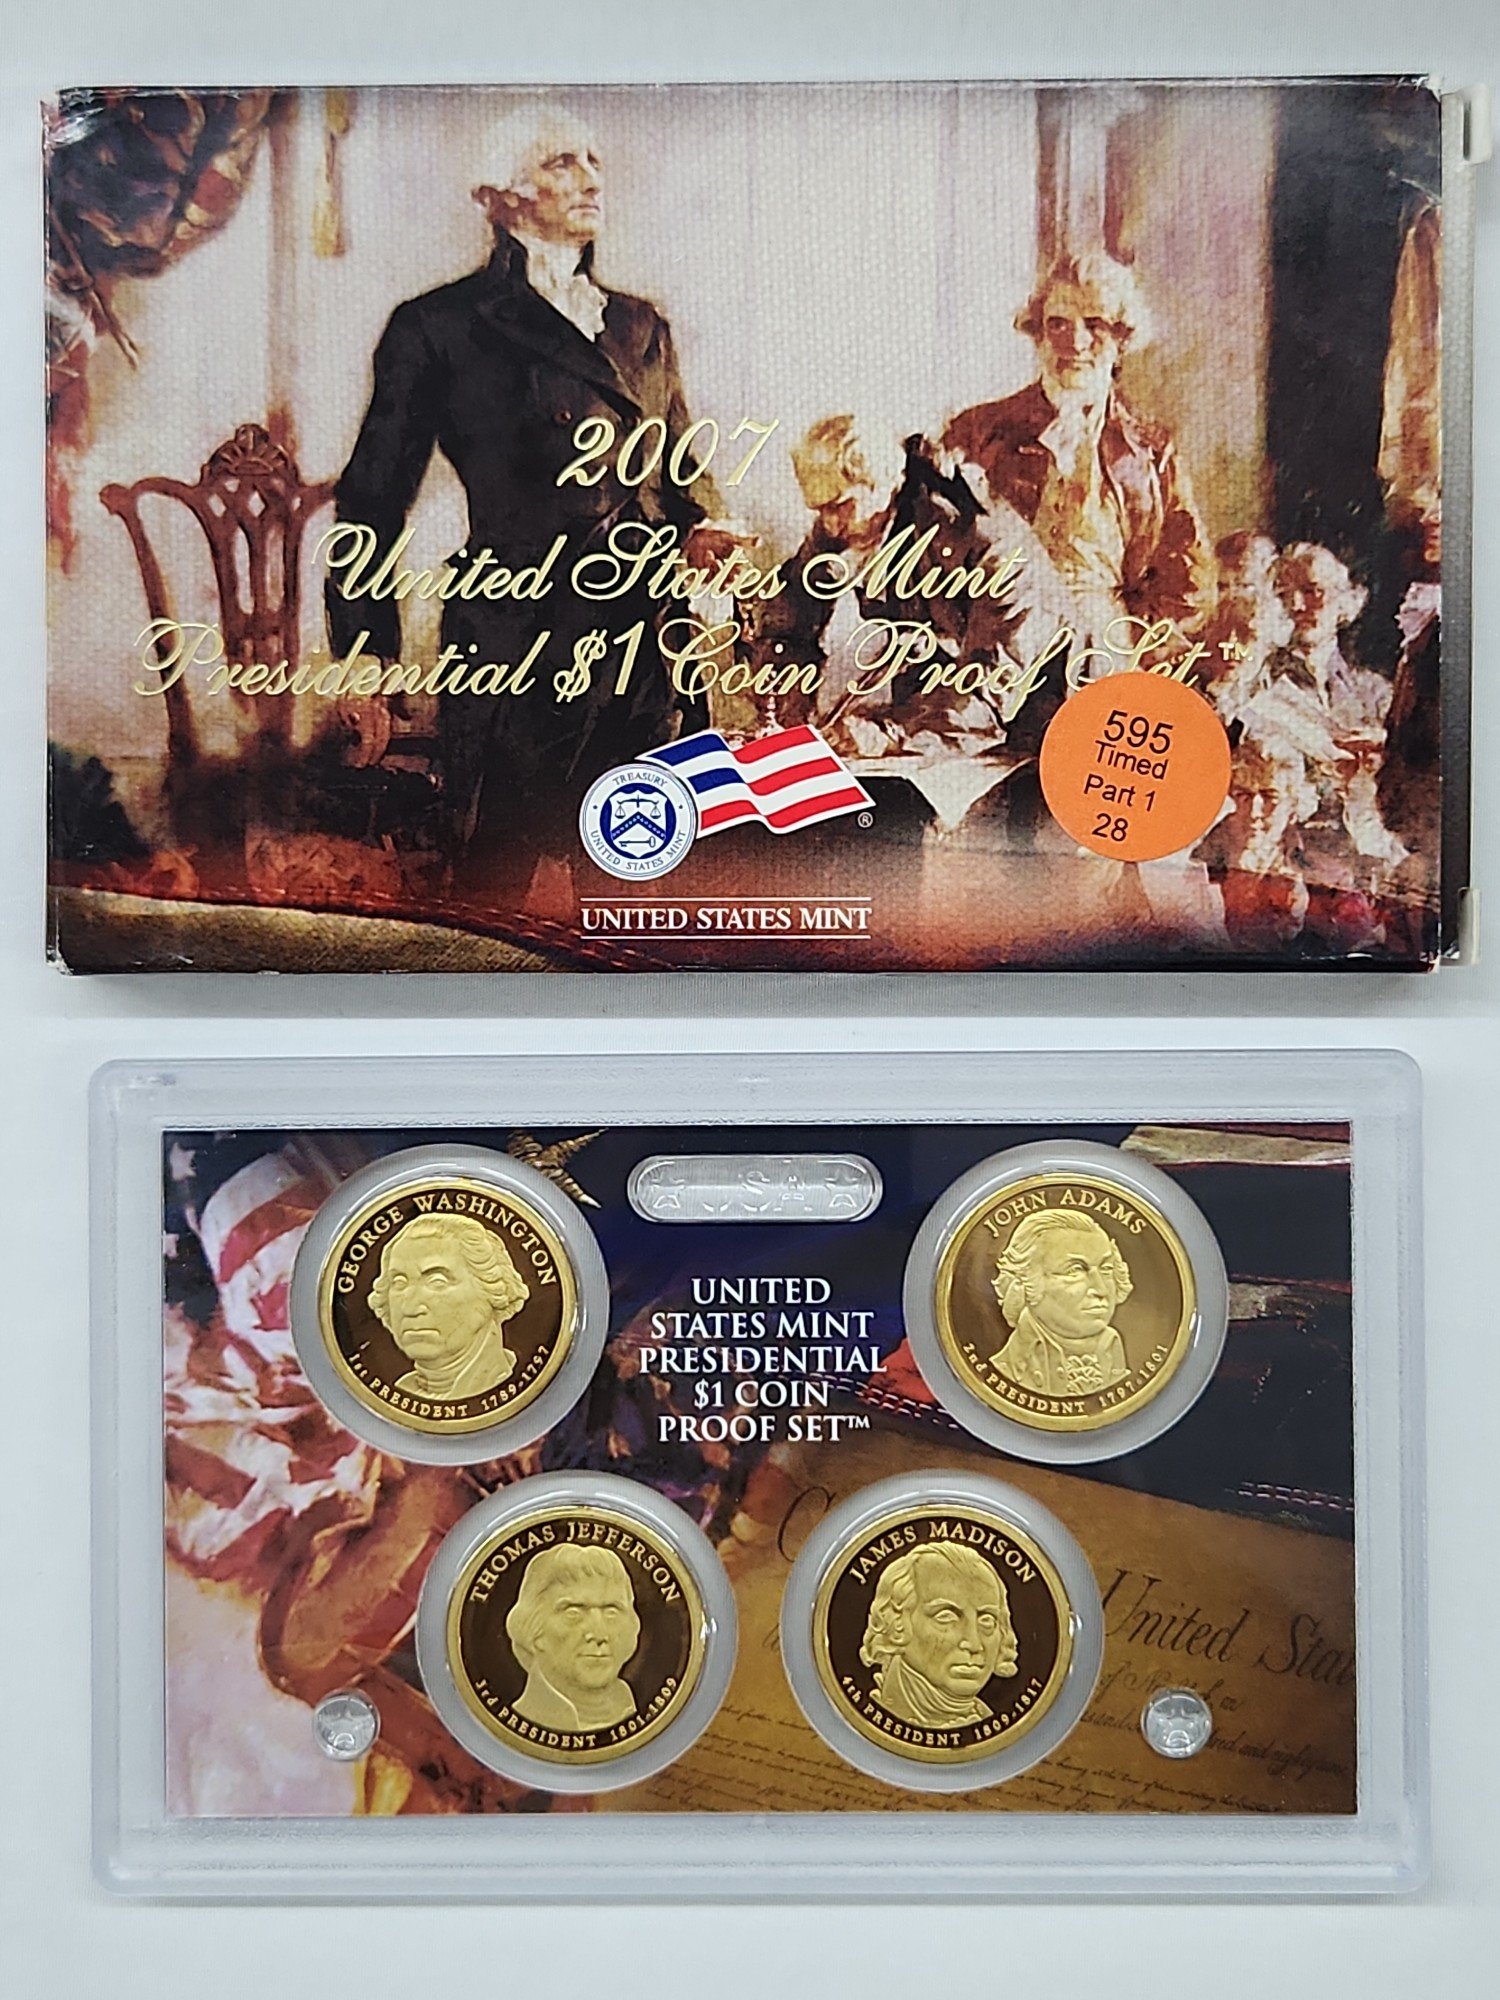 2007
United States Mint
Presidential $1 Coin Proof Set™
595
Timed
Part 1
28
TREASURY
UNITED STATES MINT
®
UNITED STATES MINT
USA
UNITED
STATES MINT
PRESIDENTIAL
$1 COIN
PROOF SET™
GEORGE WASHINGTON
1st PRESIDENT 1789-1797
JOHN ADAMS
2nd PRESIDENT 1797-1801
THOMAS JEFFERSON
3rd PRESIDENT 1801-1809
JAMES MADISON
4th PRESIDENT 1809-1817
United Sta